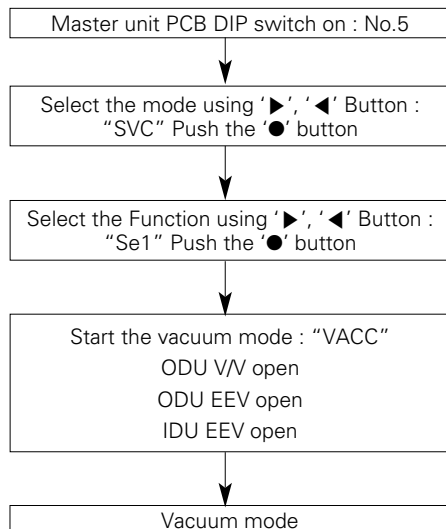 Master unit PCB DIP switch on : No.5
Select the mode using ‘▶’, ‘◀’ Button :
“SVC” Push the ‘●’ button
Select the Function using ‘▶’, ‘◀’ Button :
“Se1” Push the ‘●’ button
Start the vacuum mode : “VACC”
ODU V/V open
ODU EEV open
IDU EEV open
Vacuum mode